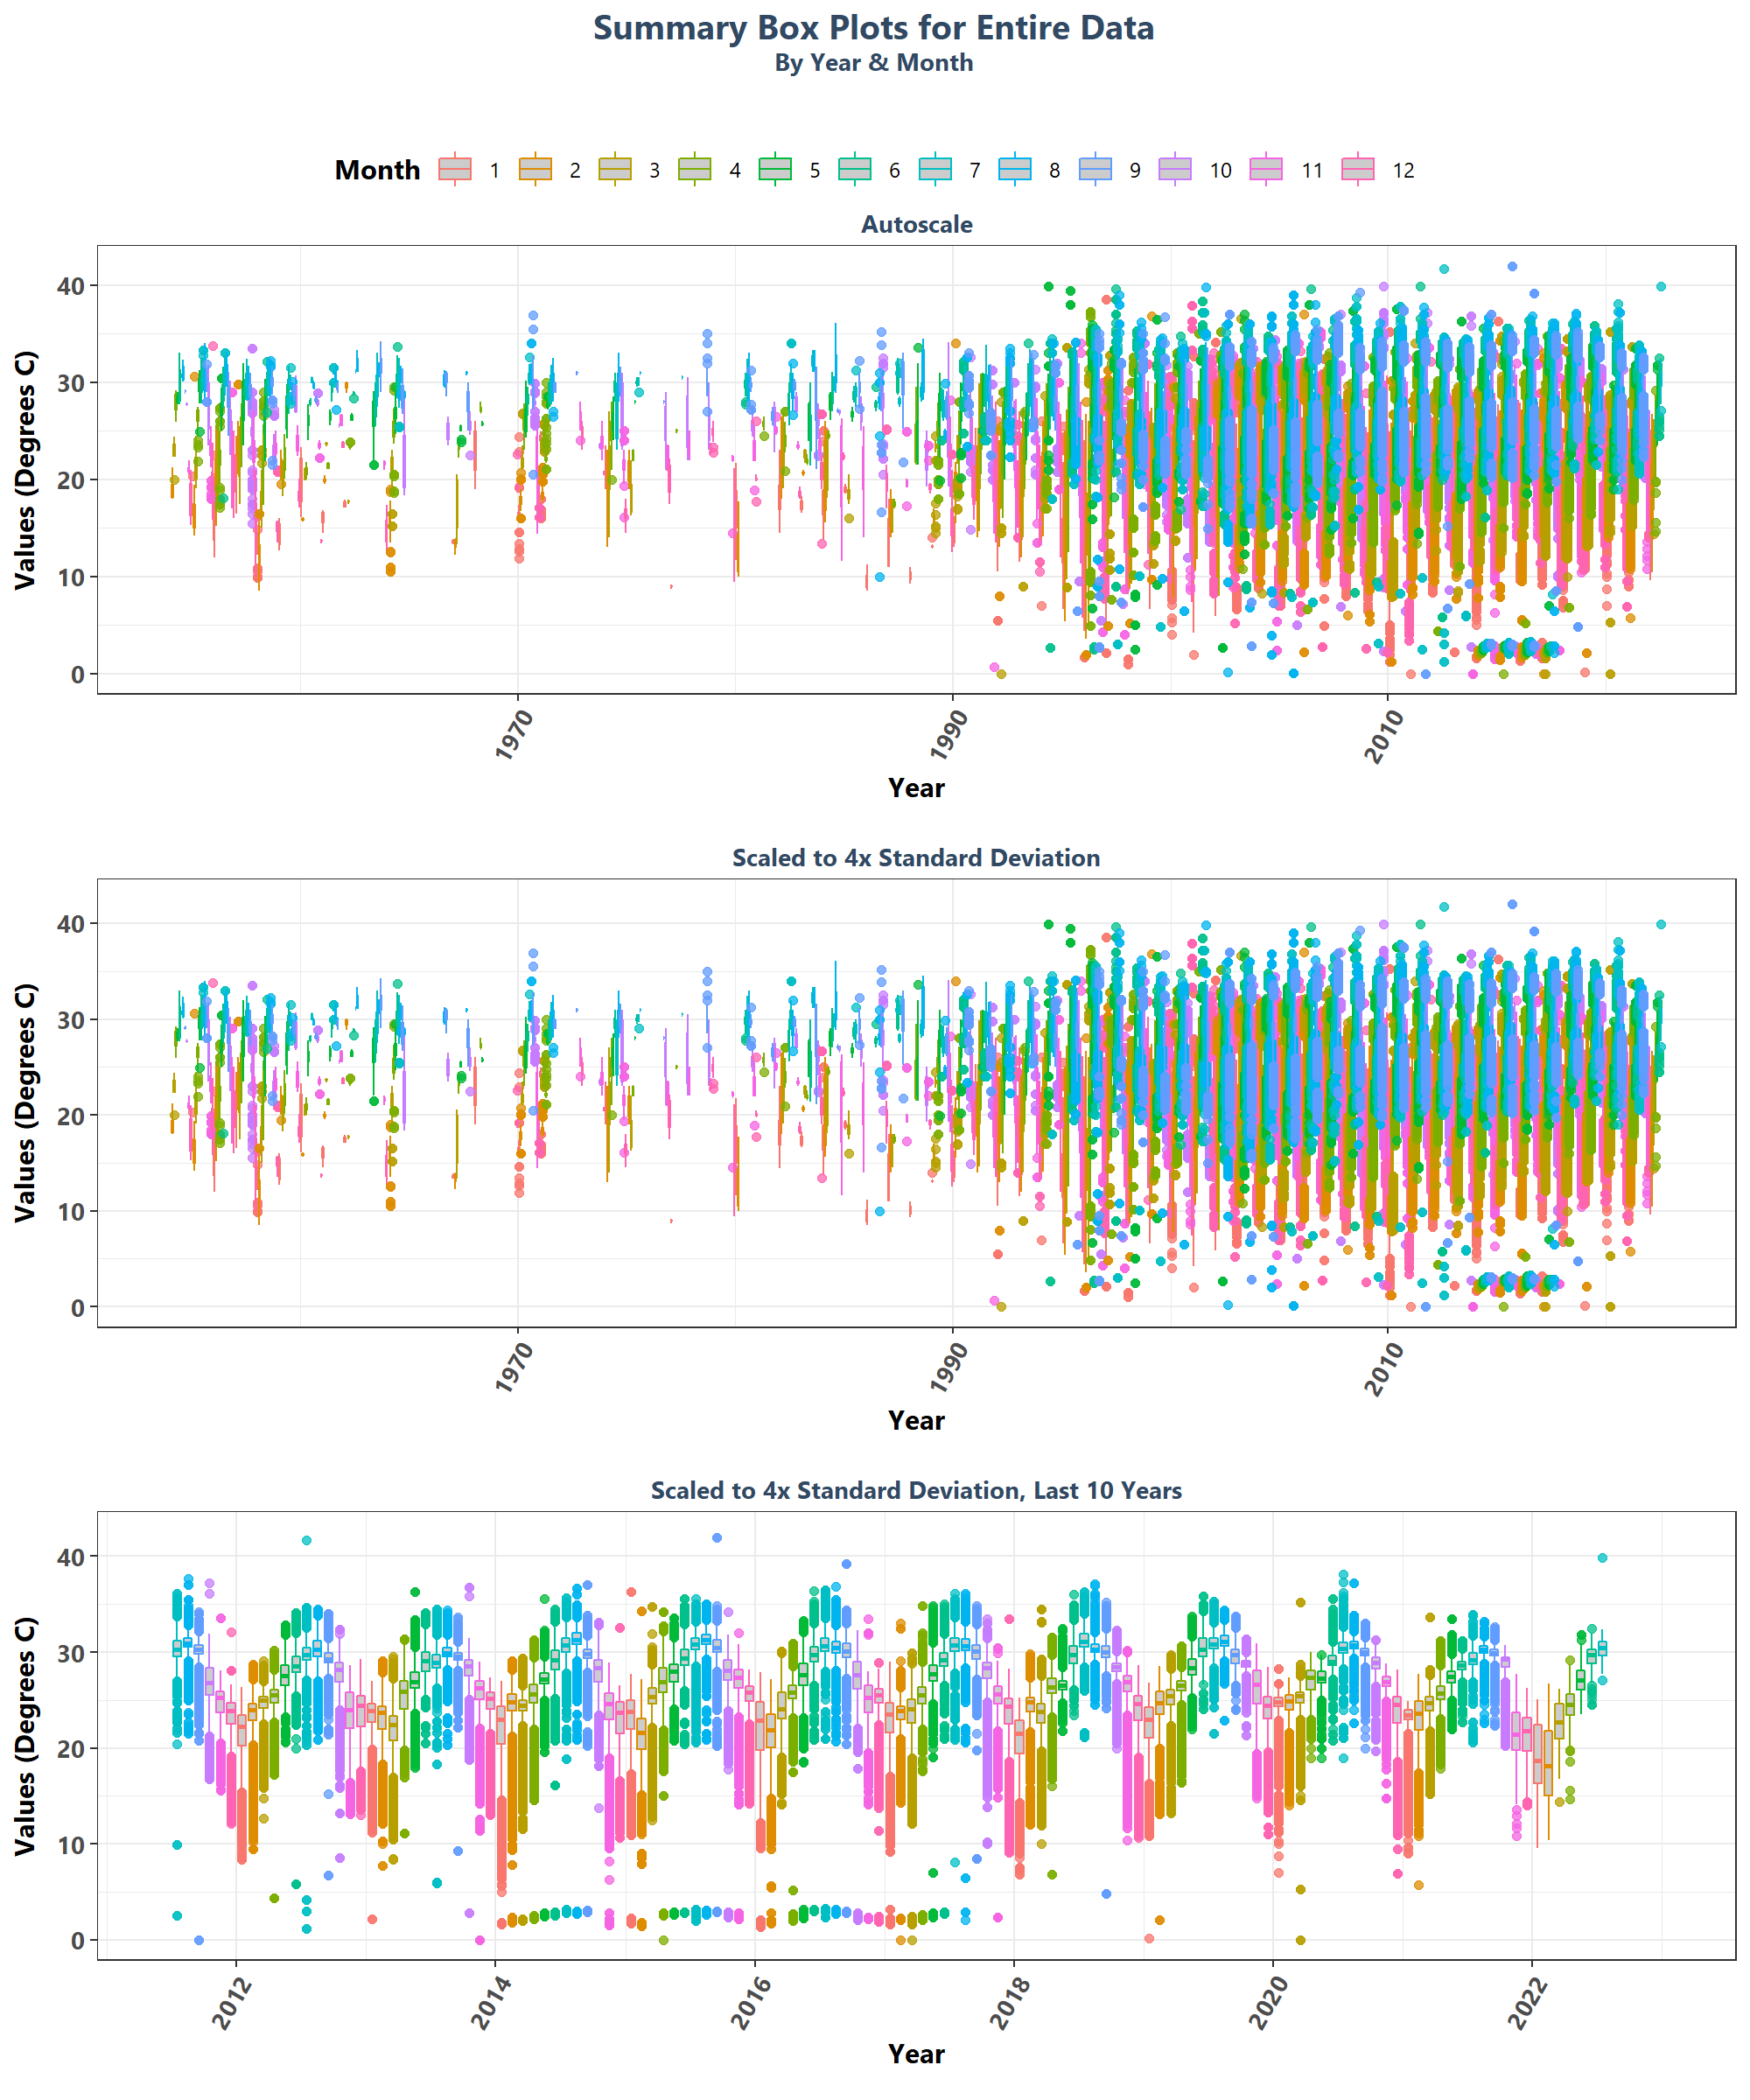 Summary Box Plots for Entire Data
By Year & Month
Month 1 2 3 4 5 6 7 8 9 10 11 12
Autoscale
Values (Degrees C)
40
30
20
10
0
1970 1990 2010
Year
Scaled to 4x Standard Deviation
Values (Degrees C)
40
30
20
10
0
1970 1990 2010
Year
Scaled to 4x Standard Deviation, Last 10 Years
Values (Degrees C)
40
30
20
10
0
2012 2014 2016 2018 2020 2022
Year